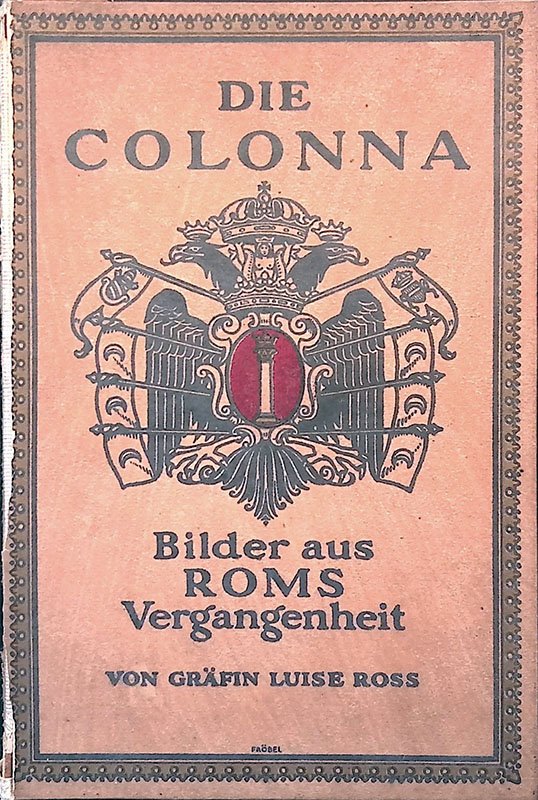 DIE
COLONNA
Bilder aus
ROMS
Vergangenheit
VON GRÄFIN LUISE ROSS
FRÖBEL